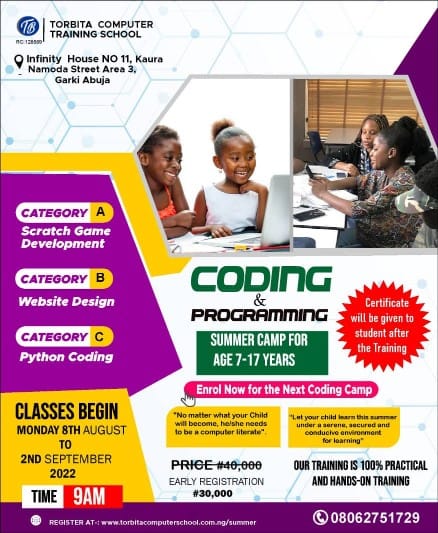 TORBITA COMPUTER
TRAINING SCHOOL
Infinity House NO 11, Kaura
Namoda Street Area 3,
Garki Abuja
CATEGORY A
Scratch Game
Development
CATEGORY B
Website Design
CATEGORY C
Python Coding
CODING
&
PROGRAMMING
SUMMER CAMP FOR
AGE 7-17 YEARS
Certificate
will be given to
student after
the Training
Enrol Now for the Next Coding Camp
CLASSES BEGIN
MONDAY 8TH AUGUST
TO
2ND SEPTEMBER
2022
TIME 9AM
"No matter what your Child
will become, he/she needs
to be a computer literate".
"Let your child learn this summer
under a serene, secured and
conducive environment
for learning"
PRICE #40,000
EARLY REGISTRATION
#30,000
OUR TRAINING IS 100% PRACTICAL
AND HANDS-ON TRAINING
REGISTER AT-: www.torbitacomputerschool.com.ng/summer
08062751729